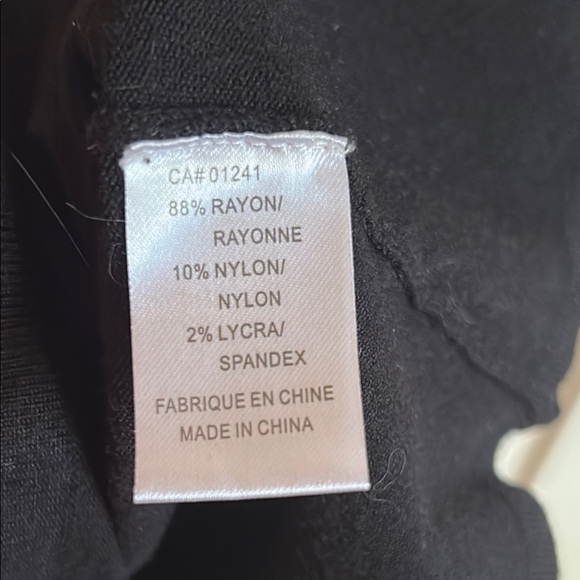 CA# 01241
88% RAYON/
RAYONNE
10% NYLON/
NYLON
2% LYCRA/
SPANDEX
FABRIQUE EN CHINE
MADE IN CHINA